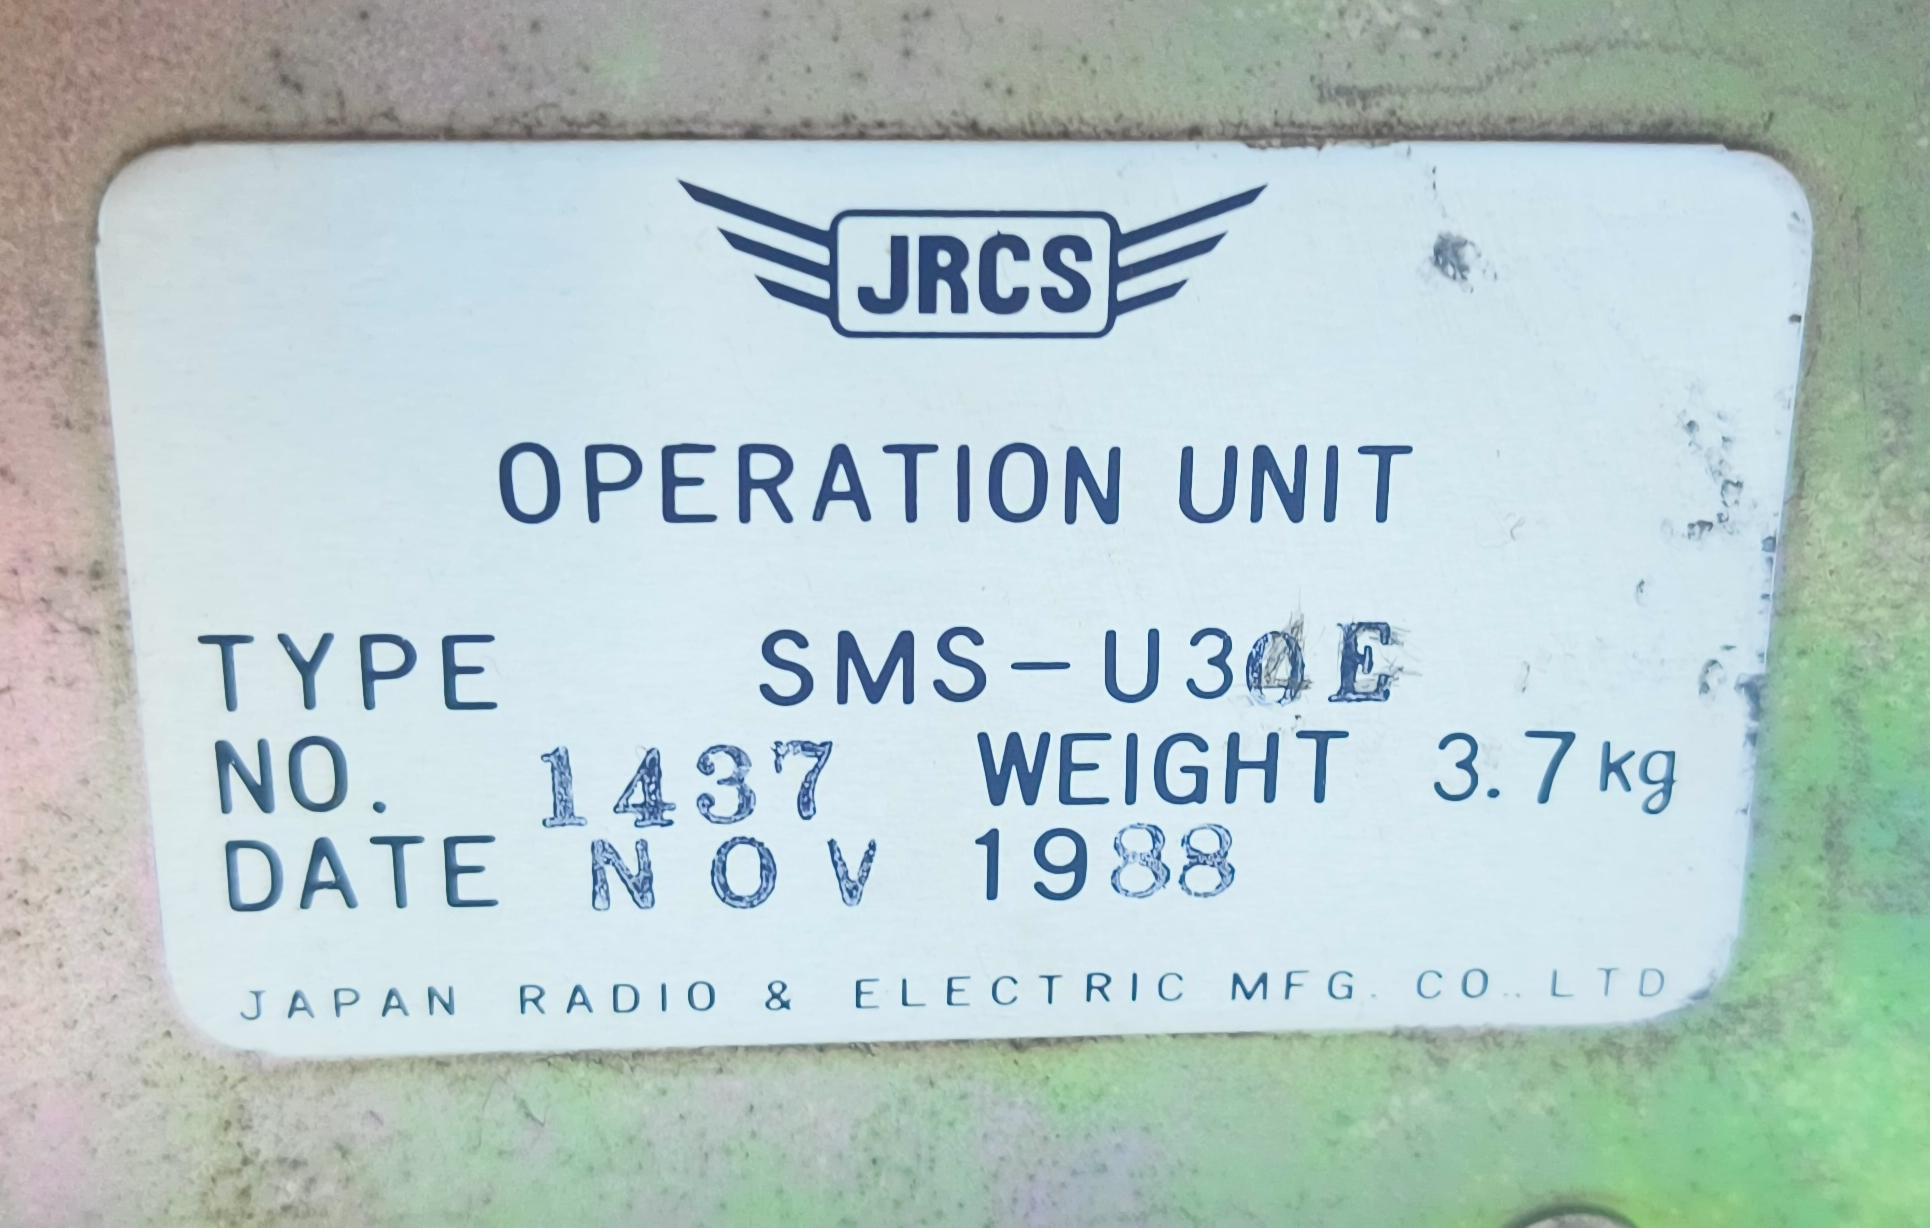 JRCS
OPERATION UNIT
TYPE SMS-U30E
NO. 1437 WEIGHT 3.7kg
DATE NOV 1988
JAPAN RADIO & ELECTRIC MFG. CO.. LTD